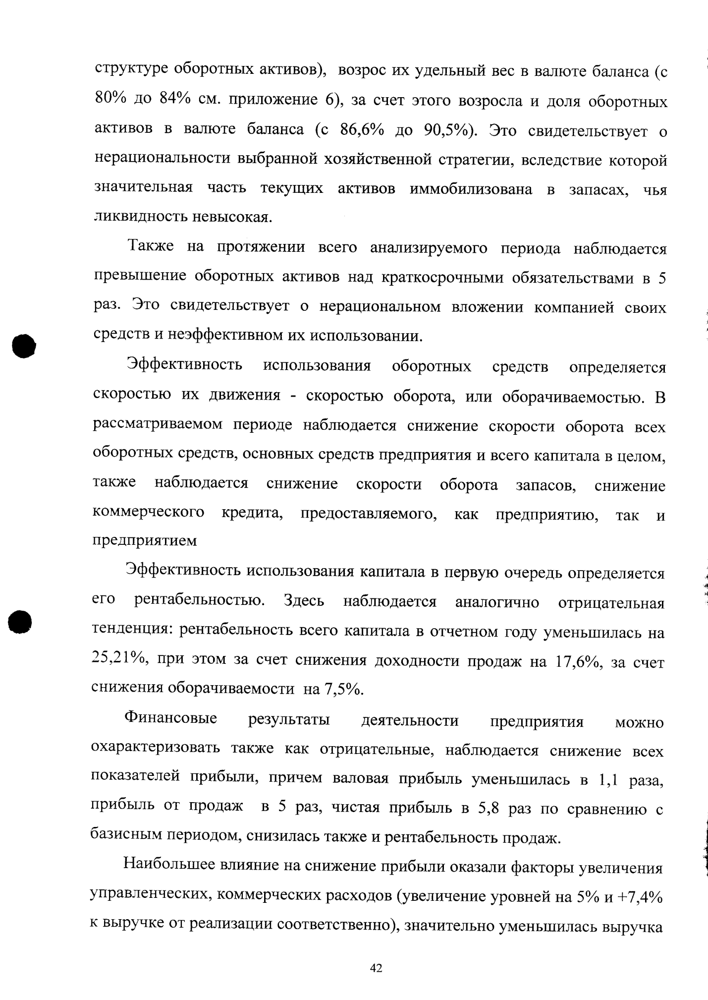 структуре оборотных активов), возрос их удельный вес в валюте баланса (с
80% до 84% см. приложение 6), за счет этого возросла и доля оборотных
активов в валюте баланса (с 86,6% до 90,5%). Это свидетельствует о
нерациональности выбранной хозяйственной стратегии, вследствие которой
значительная часть текущих активов иммобилизована в запасах, чья
ликвидность невысокая.
Также на протяжении всего анализируемого периода наблюдается
превышение оборотных активов над краткосрочными обязательствами в 5
раз. Это свидетельствует о нерациональном вложении компанией своих
средств и неэффективном их использовании.
Эффективность использования оборотных средств определяется
скоростью их движения - скоростью оборота, или оборачиваемостью. В
рассматриваемом периоде наблюдается снижение скорости оборота всех
оборотных средств, основных средств предприятия и всего капитала в целом,
также наблюдается снижение скорости оборота запасов, снижение
коммерческого кредита, предоставляемого, как предприятию, так и
предприятием
Эффективность использования капитала в первую очередь определяется
его рентабельностью. Здесь наблюдается аналогично отрицательная
тенденция: рентабельность всего капитала в отчетном году уменьшилась на
25,21%, при этом за счет снижения доходности продаж на 17,6%, за счет
снижения оборачиваемости на 7,5%.
Финансовые результаты деятельности предприятия можно
охарактеризовать также как отрицательные, наблюдается снижение всех
показателей прибыли, причем валовая прибыль уменьшилась в 1,1 раза,
прибыль от продаж в 5 раз, чистая прибыль в 5,8 раз по сравнению с
базисным периодом, снизилась также и рентабельность продаж.
Наибольшее влияние на снижение прибыли оказали факторы увеличения
управленческих, коммерческих расходов (увеличение уровней на 5% и +7,4%
к выручке от реализации соответственно), значительно уменьшилась выручка
42